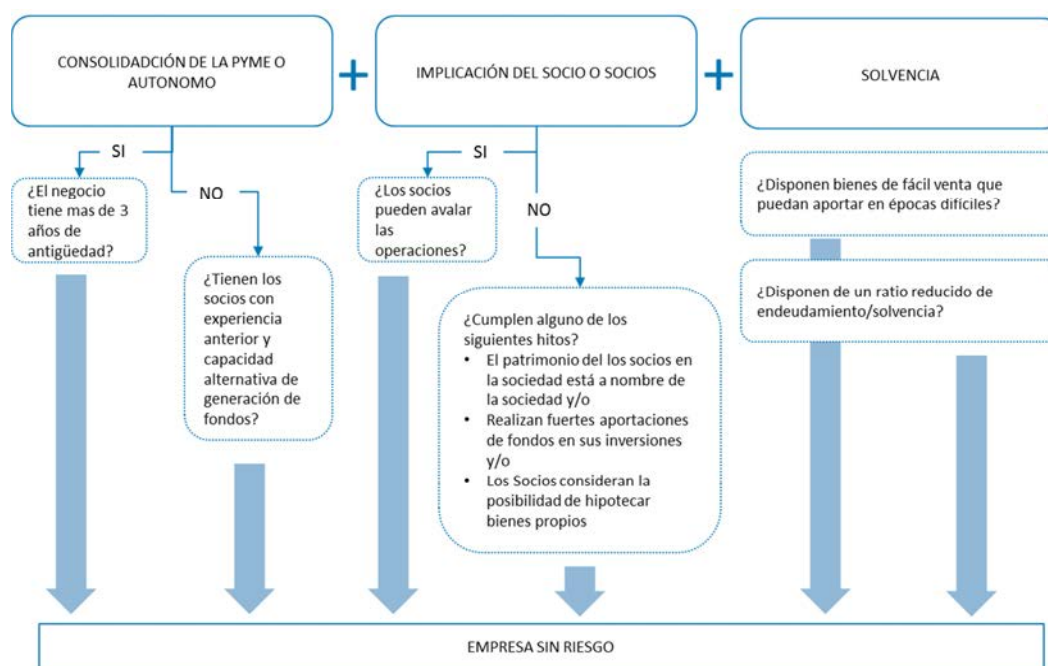 CONSOLIDADCIÓN DE LA PYME O
AUTONOMO
IMPLICACIÓN DEL SOCIO O SOCIOS
SOLVENCIA
SI
NO
¿El negocio
tiene mas de 3
años de
antigüedad?
¿Tienen los
socios con
experiencia
anterior y
capacidad
alternativa de
generación de
fondos?
SI
NO
¿Los socios
pueden avalar
las
operaciones?
¿Cumplen alguno de los
siguientes hitos?
• El patrimonio del los socios en
la sociedad está a nombre de
la sociedad y/o
• Realizan fuertes aportaciones
de fondos en sus inversiones
y/o
• Los Socios consideran la
posibilidad de hipotecar
bienes propios
¿Disponen bienes de fácil venta que
puedan aportar en épocas difíciles?
¿Disponen de un ratio reducido de
endeudamiento/solvencia?
EMPRESA SIN RIESGO